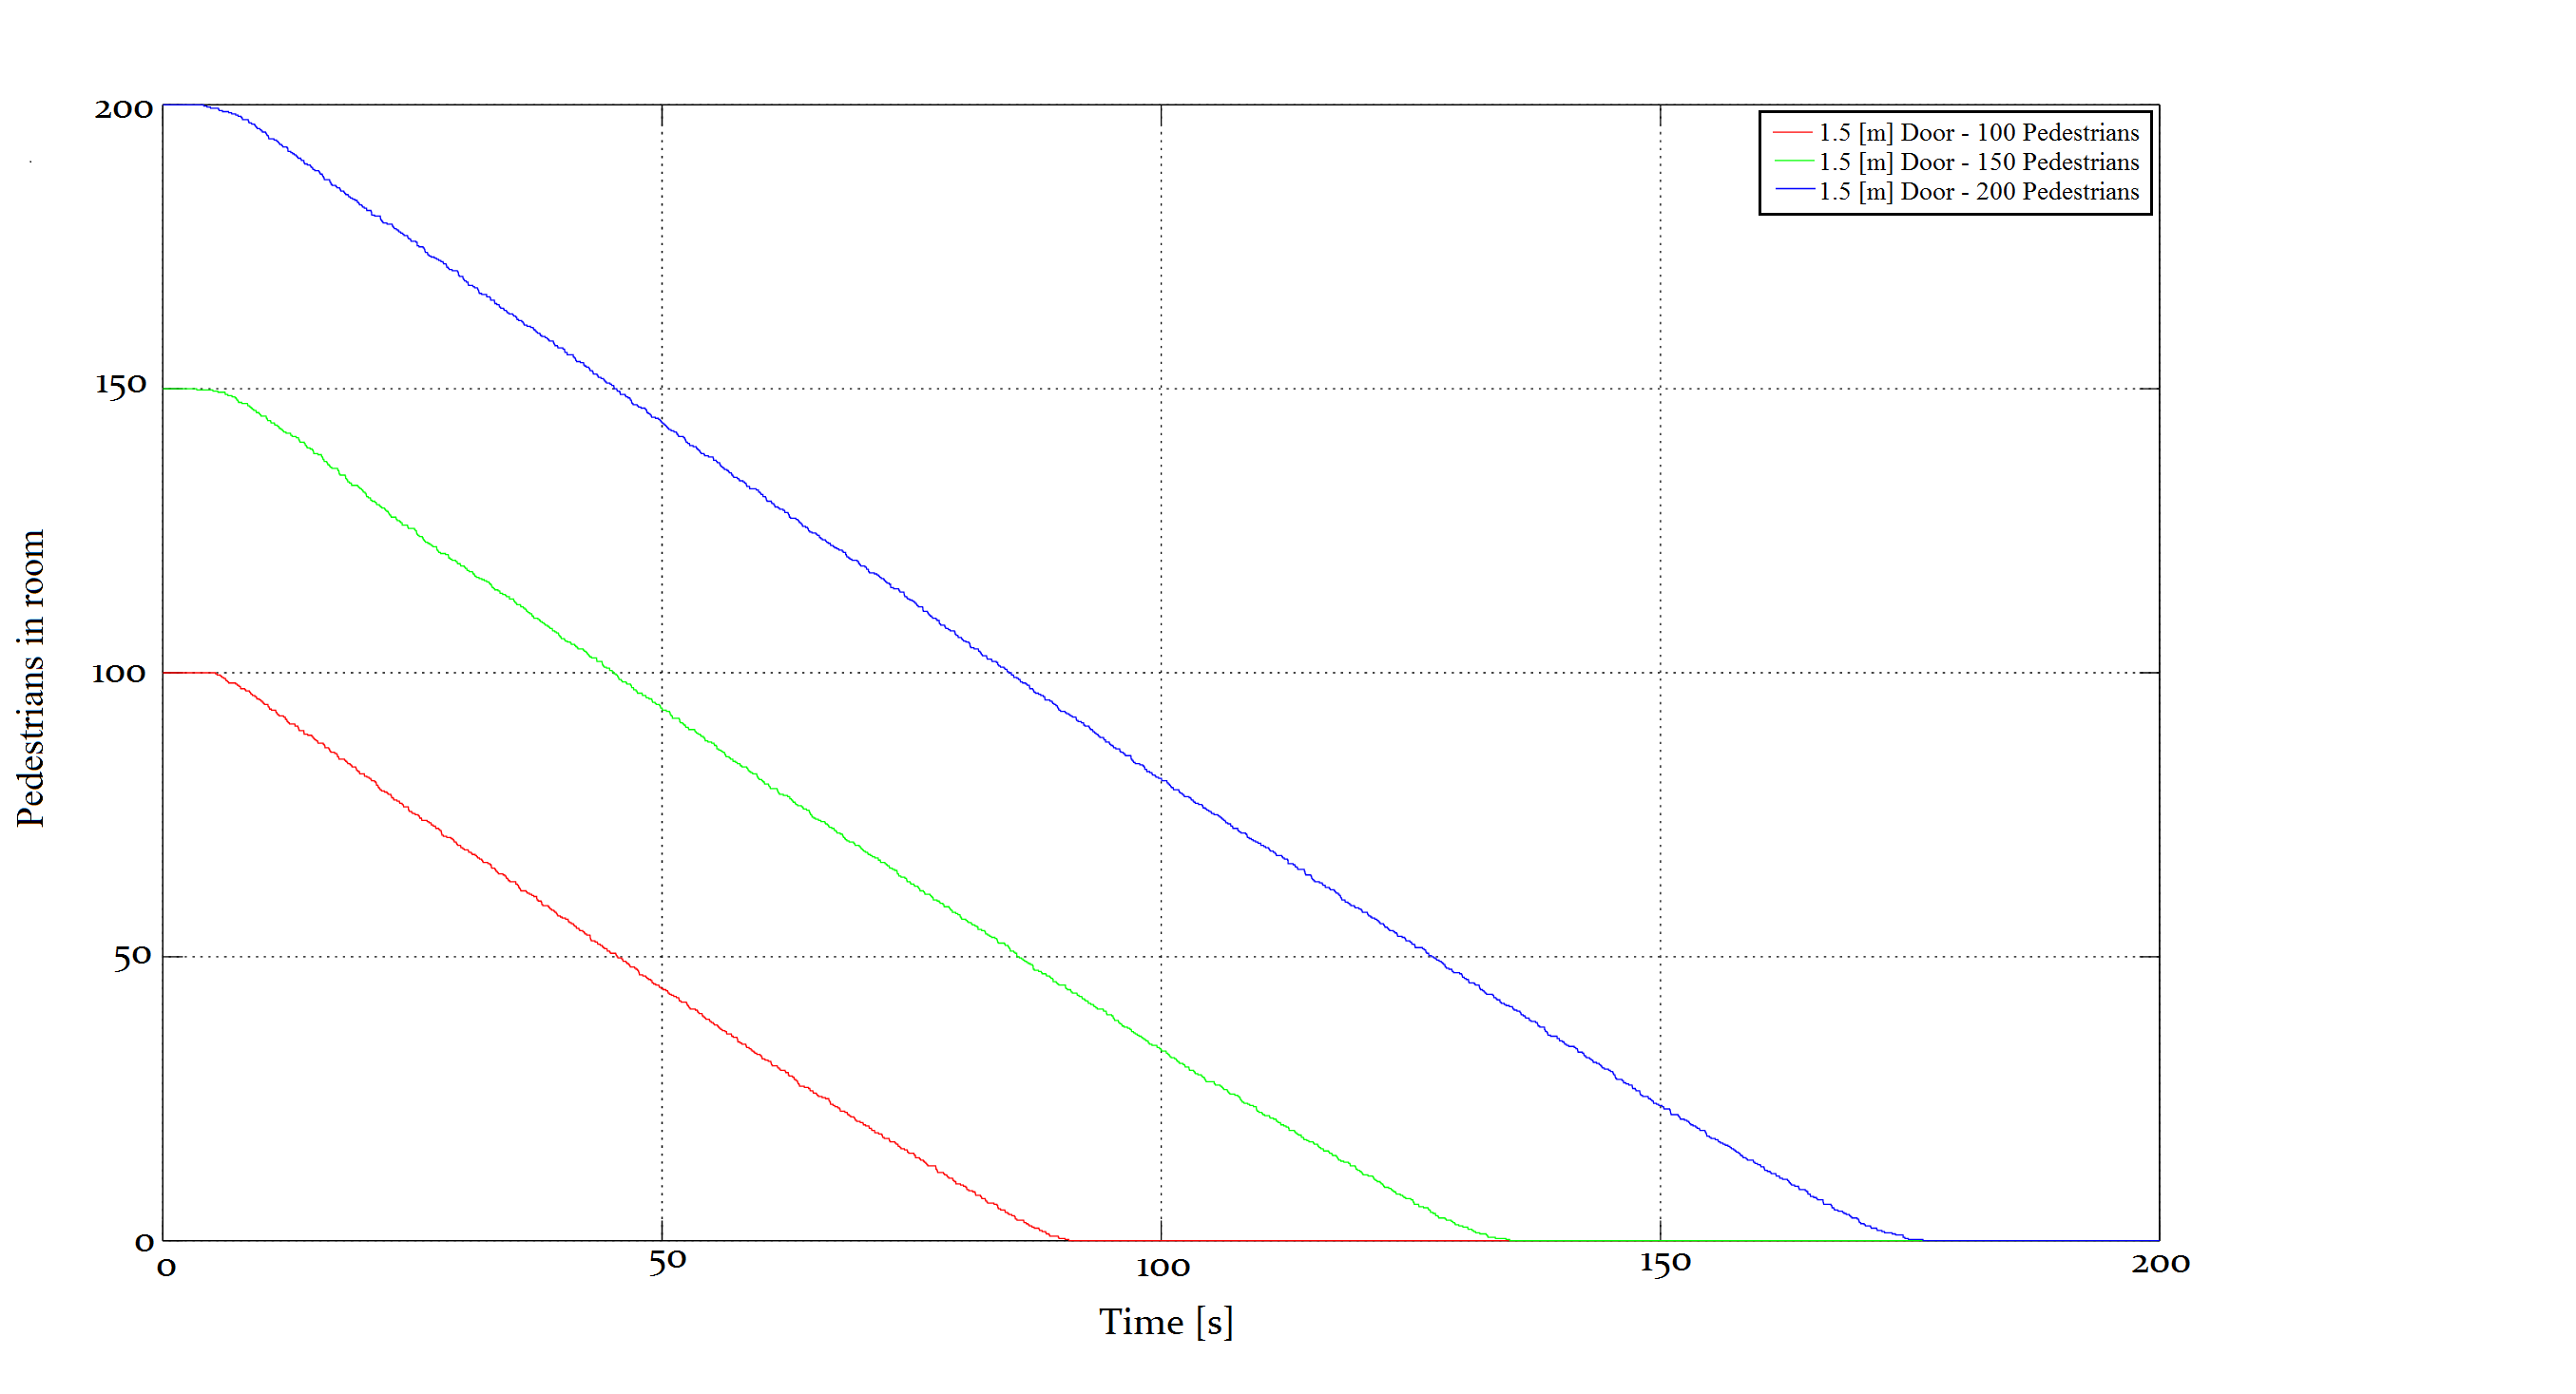 200
150
100
50
0
Pedestrians in room
1.5 [m] Door - 100 Pedestrians
1.5 [m] Door - 150 Pedestrians
1.5 [m] Door - 200 Pedestrians
0 50 100 150 200
Time [s]